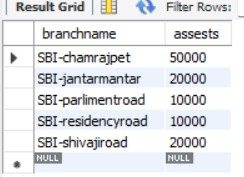 Result Grid Filter Rows:
branchname assests
SBI-chamrajpet 50000
SBI-jantarmantar 20000
SBI-parlimentroad 10000
SBI-residencyroad 10000
SBI-shivajiroad 20000
NULL NULL